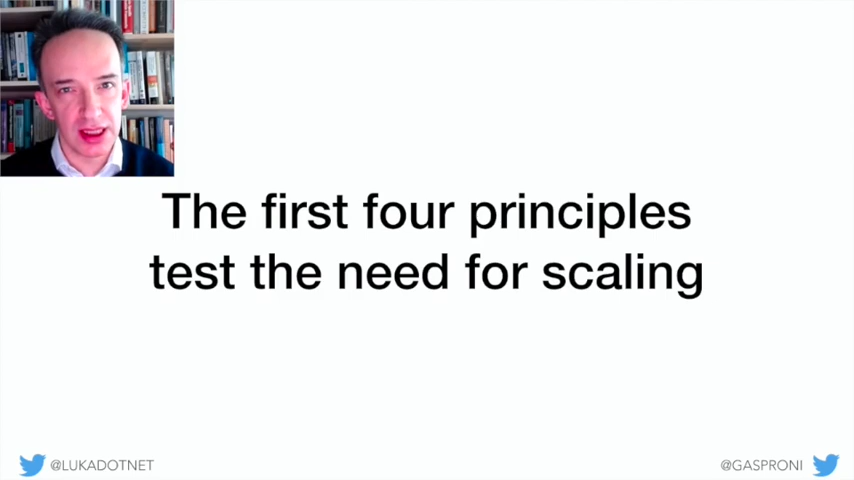 The first four principles
test the need for scaling
@LUKADOTNET
@GASPRONI